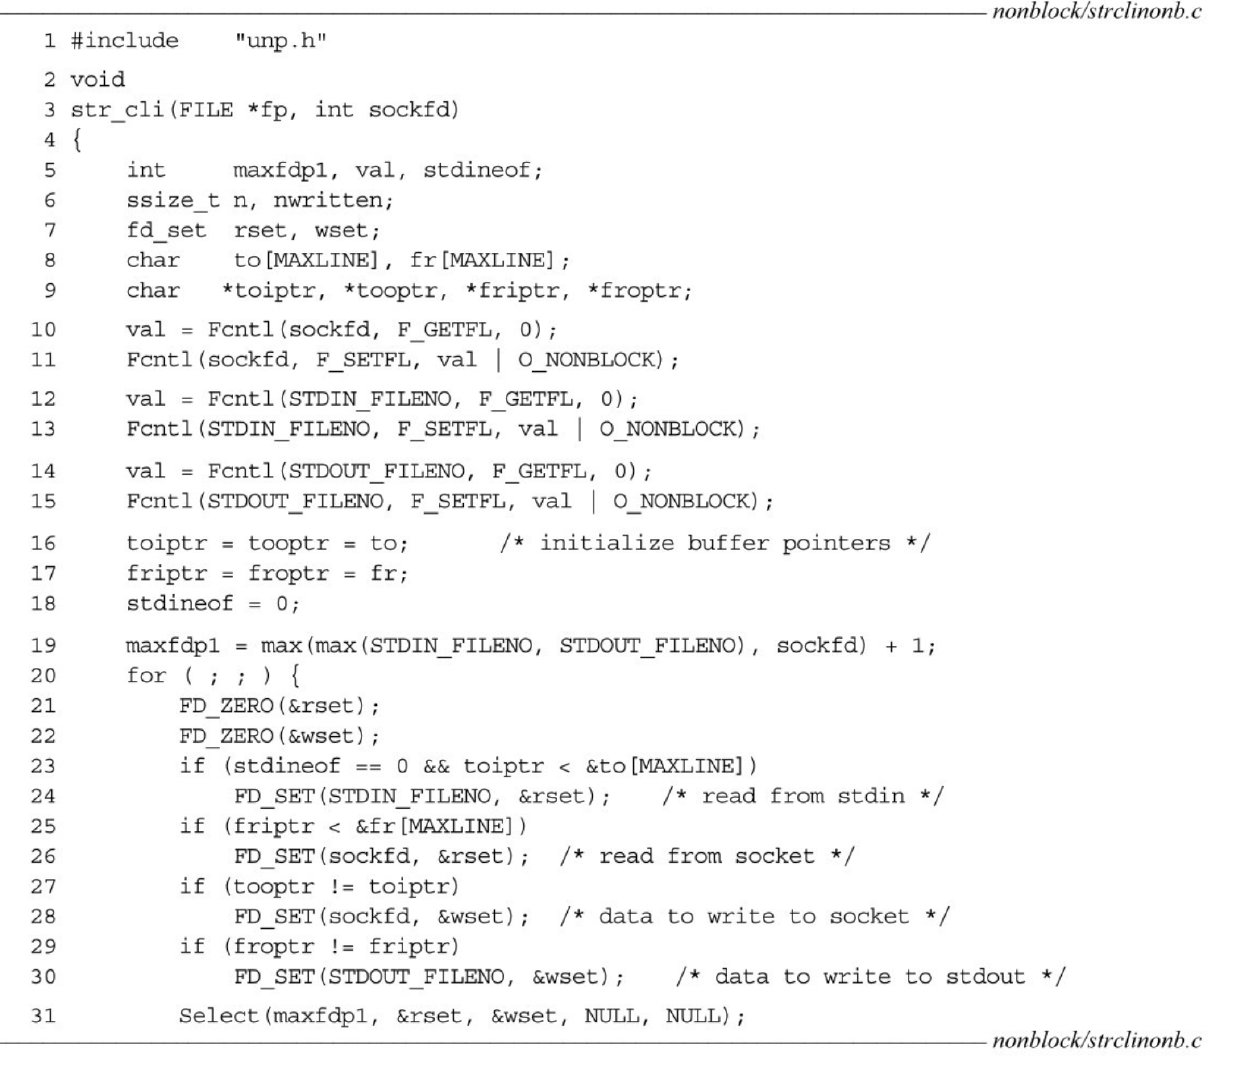 nonblock/strclinonb.c
1 #include    "unp.h"
2 void
3 str_cli(FILE *fp, int sockfd)
4 {
5     int     maxfdp1, val, stdineof;
6     ssize_t n, nwritten;
7     fd_set  rset, wset;
8     char    to[MAXLINE], fr[MAXLINE];
9     char   *toiptr, *tooptr, *friptr, *froptr;
10     val = Fcntl(sockfd, F_GETFL, 0);
11     Fcntl(sockfd, F_SETFL, val | O_NONBLOCK);
12     val = Fcntl(STDIN_FILENO, F_GETFL, 0);
13     Fcntl(STDIN_FILENO, F_SETFL, val | O_NONBLOCK);
14     val = Fcntl(STDOUT_FILENO, F_GETFL, 0);
15     Fcntl(STDOUT_FILENO, F_SETFL, val | O_NONBLOCK);
16     toiptr = tooptr = to;       /* initialize buffer pointers */
17     friptr = froptr = fr;
18     stdineof = 0;
19     maxfdp1 = max(max(STDIN_FILENO, STDOUT_FILENO), sockfd) + 1;
20     for ( ; ; ) {
21         FD_ZERO(&rset);
22         FD_ZERO(&wset);
23         if (stdineof == 0 && toiptr < &to[MAXLINE])
24             FD_SET(STDIN_FILENO, &rset);    /* read from stdin */
25         if (friptr < &fr[MAXLINE])
26             FD_SET(sockfd, &rset);  /* read from socket */
27         if (tooptr != toiptr)
28             FD_SET(sockfd, &wset);  /* data to write to socket */
29         if (froptr != friptr)
30             FD_SET(STDOUT_FILENO, &wset);    /* data to write to stdout */
31         Select(maxfdp1, &rset, &wset, NULL, NULL);
nonblock/strclinonb.c